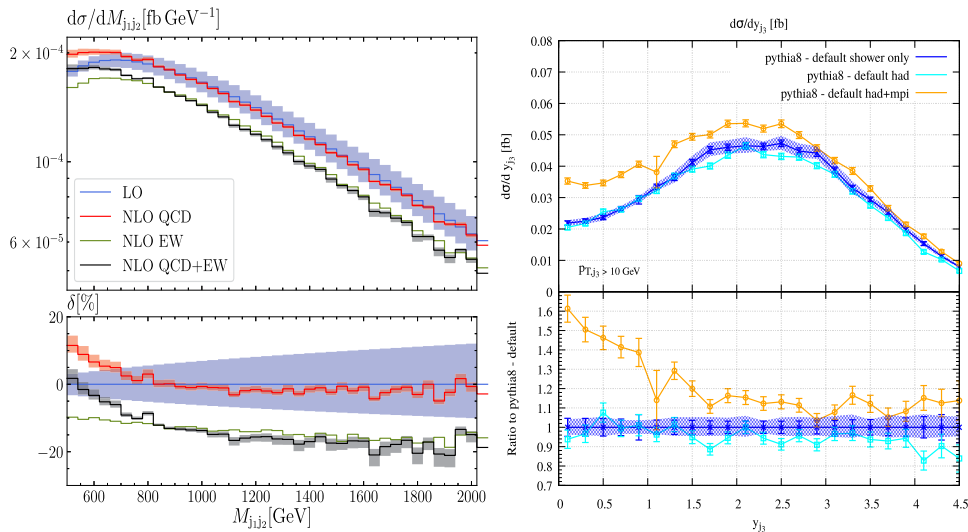 dσ/dM_{j₁j₂}[fb GeV⁻¹]
2 × 10⁻⁴
10⁻⁴
6 × 10⁻⁵
LO
NLO QCD
NLO EW
NLO QCD+EW
δ[%]
20
0
−20
600 800 1000 1200 1400 1600 1800 2000
M_{j₁j₂}[GeV]
dσ/dy_{j₃} [fb]
pythia8 - default shower only
pythia8 - default had
pythia8 - default had+mpi
dσ/d y_{j₃} [fb]
0.08
0.07
0.06
0.05
0.04
0.03
0.02
0.01
0
p_{T,j₃} > 10 GeV
Ratio to pythia8 - default
1.6
1.5
1.4
1.3
1.2
1.1
1
0.9
0.8
0.7
0 0.5 1 1.5 2 2.5 3 3.5 4 4.5
y_{j₃}